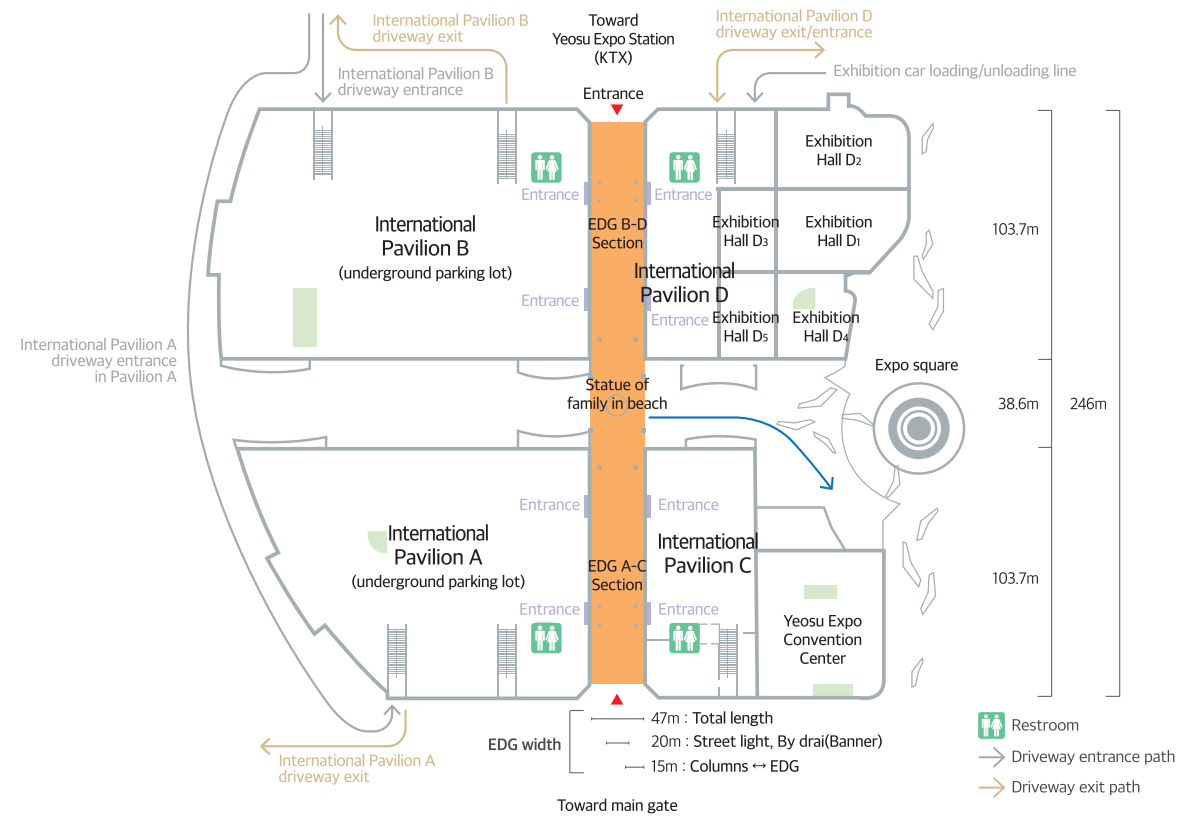 International Pavilion B
driveway exit
Toward
Yeosu Expo Station
(KTX)
International Pavilion D
driveway exit/entrance
International Pavilion B
driveway entrance
Exhibition car loading/unloading line
Entrance
Exhibition
Hall D2
Entrance
Entrance
International
Pavilion B
(underground parking lot)
EDG B-D
Section
Exhibition
Hall D3
Exhibition
Hall D1
103.7m
International
Pavilion D
Entrance
Entrance
Exhibition
Hall D5
Exhibition
Hall D4
International Pavilion A
driveway entrance
in Pavilion A
Expo square
Statue of
family in beach
38.6m
246m
Entrance
Entrance
International
Pavilion A
(underground parking lot)
International
Pavilion C
EDG A-C
Section
103.7m
Entrance
Entrance
Yeosu Expo
Convention
Center
47m : Total length
EDG width
20m : Street light, By drai(Banner)
15m : Columns ↔ EDG
International Pavilion A
driveway exit
Toward main gate
Restroom
Driveway entrance path
Driveway exit path